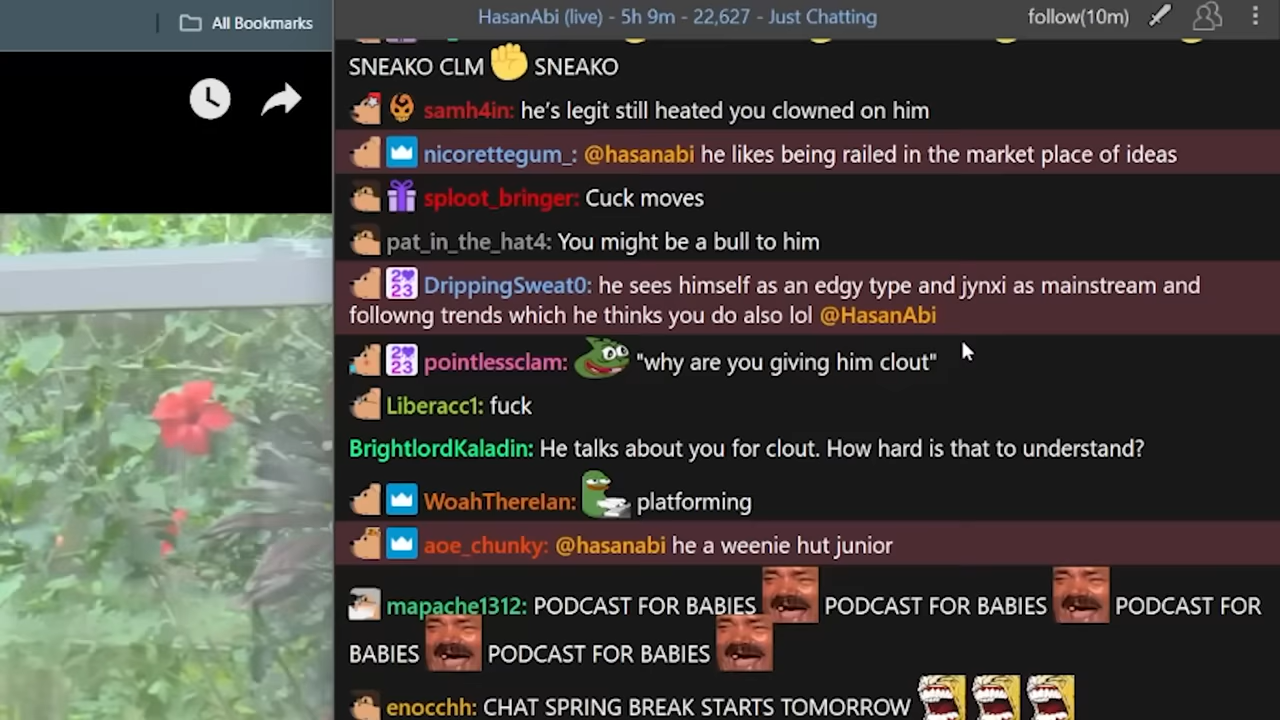 All Bookmarks
HasanAbi (live) - 5h 9m - 22,627 - Just Chatting
follow(10m)
SNEAKO CLM SNEAKO
samh4in: he's legit still heated you clowned on him
nicorettegum_: @hasanabi he likes being railed in the market place of ideas
sploot_bringer: Cuck moves
pat_in_the_hat4: You might be a bull to him
2023 DrippingSweat0: he sees himself as an edgy type and jynxi as mainstream and
followng trends which he thinks you do also lol @HasanAbi
2023 pointlessclam: "why are you giving him clout"
Liberacc1: fuck
BrightlordKaladin: He talks about you for clout. How hard is that to understand?
WoahThereIan: platforming
aoe_chunky: @hasanabi he a weenie hut junior
mapache1312: PODCAST FOR BABIES PODCAST FOR BABIES PODCAST FOR
BABIES PODCAST FOR BABIES
enocchh: CHAT SPRING BREAK STARTS TOMORROW